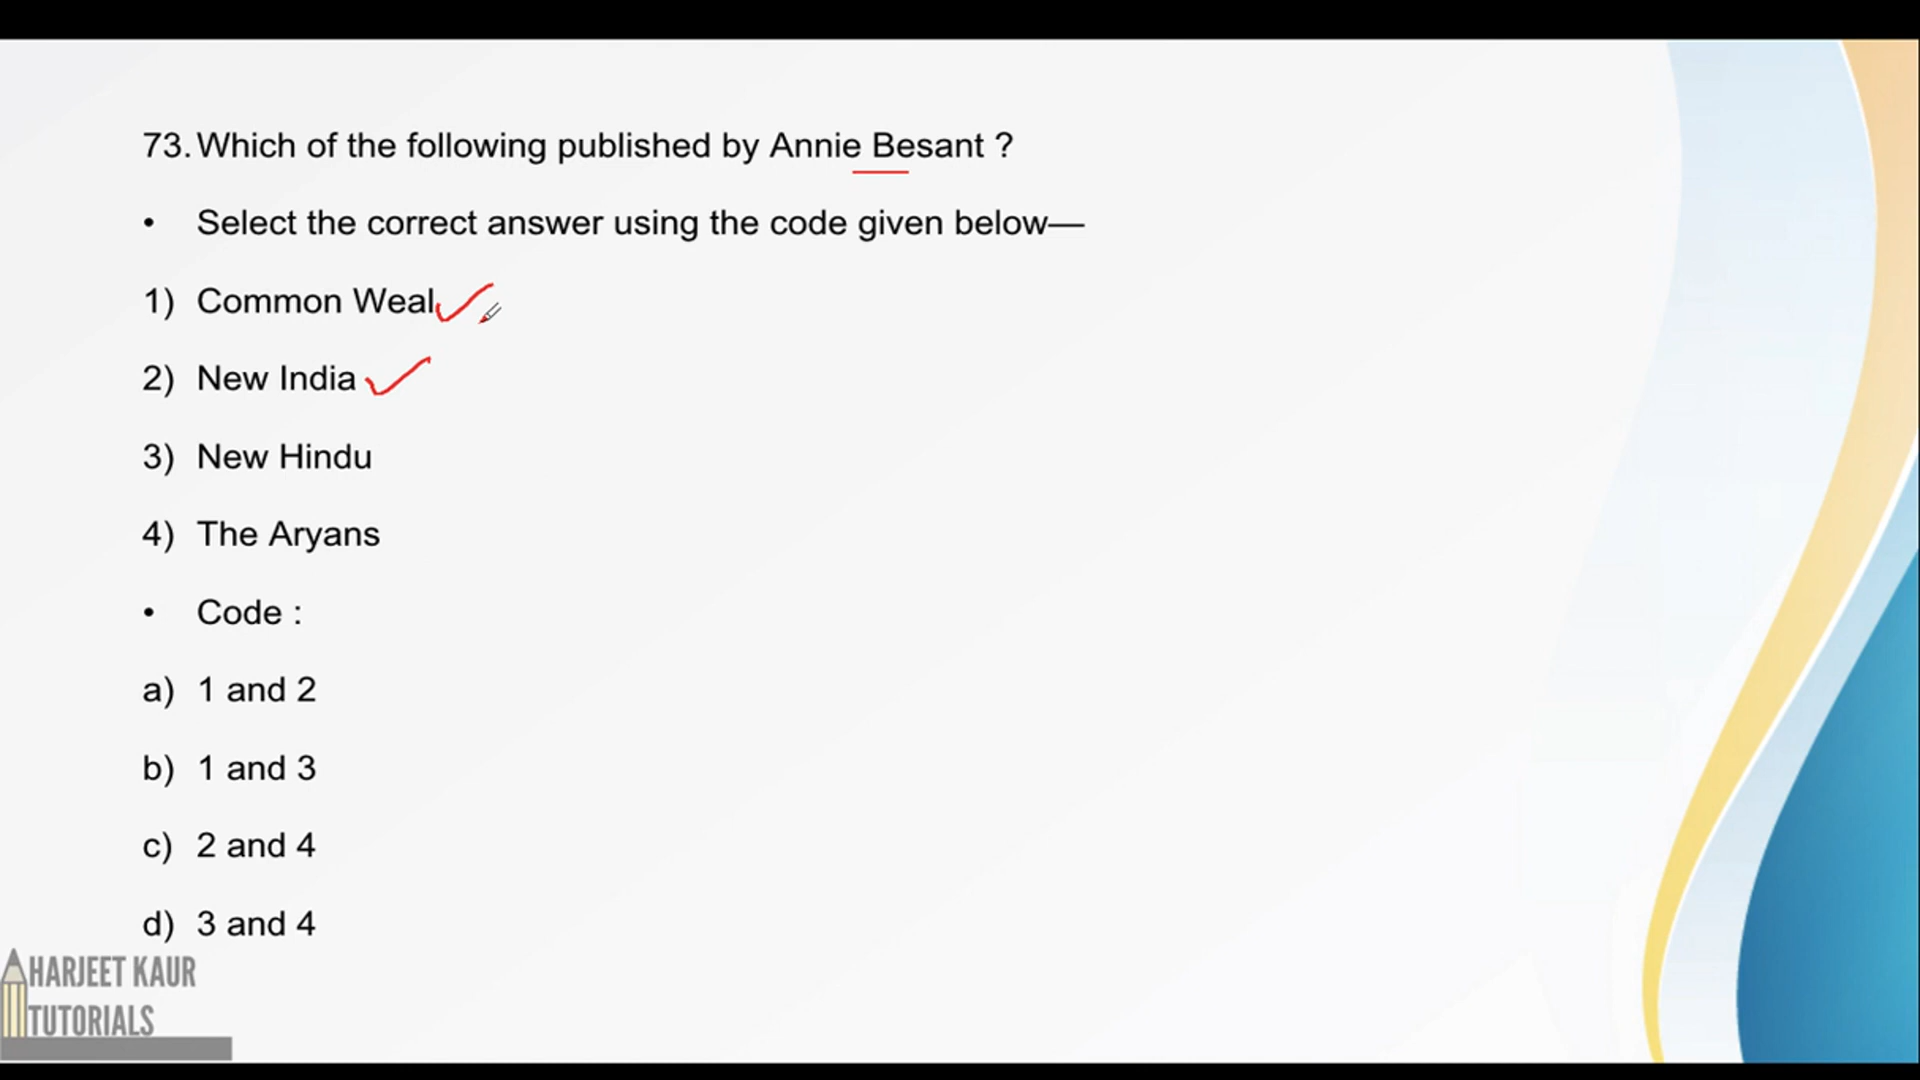 73. Which of the following published by Annie Besant ?
• Select the correct answer using the code given below—
1) Common Weal
2) New India
3) New Hindu
4) The Aryans
• Code :
a) 1 and 2
b) 1 and 3
c) 2 and 4
d) 3 and 4
HARJEET KAUR
TUTORIALS